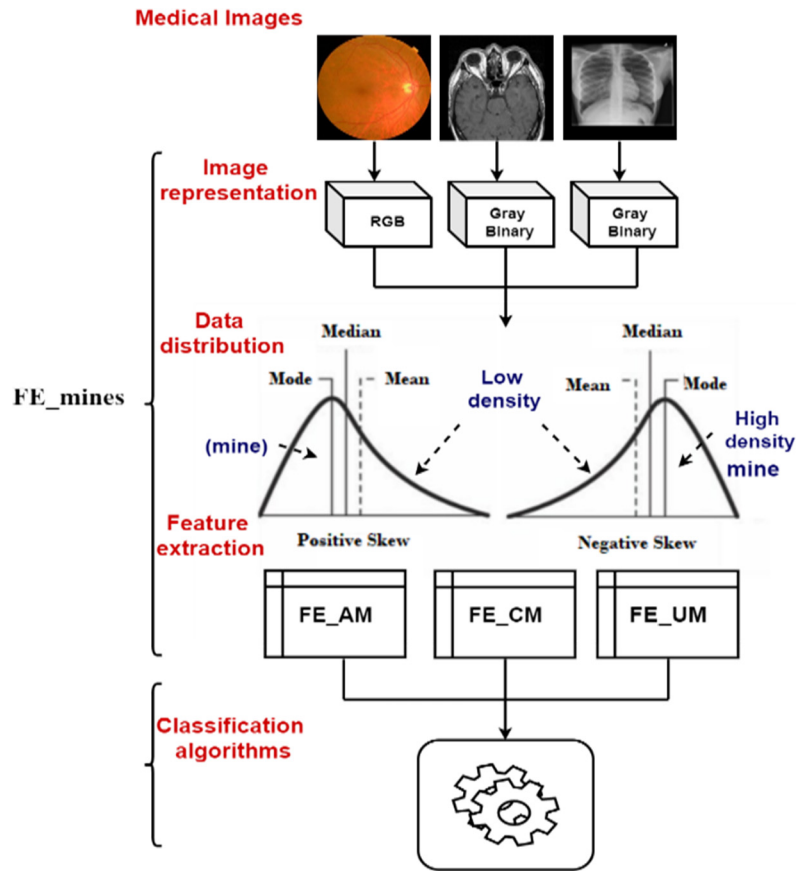 Medical Images
Image
representation
RGB
Gray
Binary
Gray
Binary
Data
distribution
Median
Mode
Mean
Low
density
Median
Mean
Mode
FE_mines
(mine)
High
density
mine
Feature
extraction
Positive Skew
Negative Skew
FE_AM
FE_CM
FE_UM
Classification
algorithms